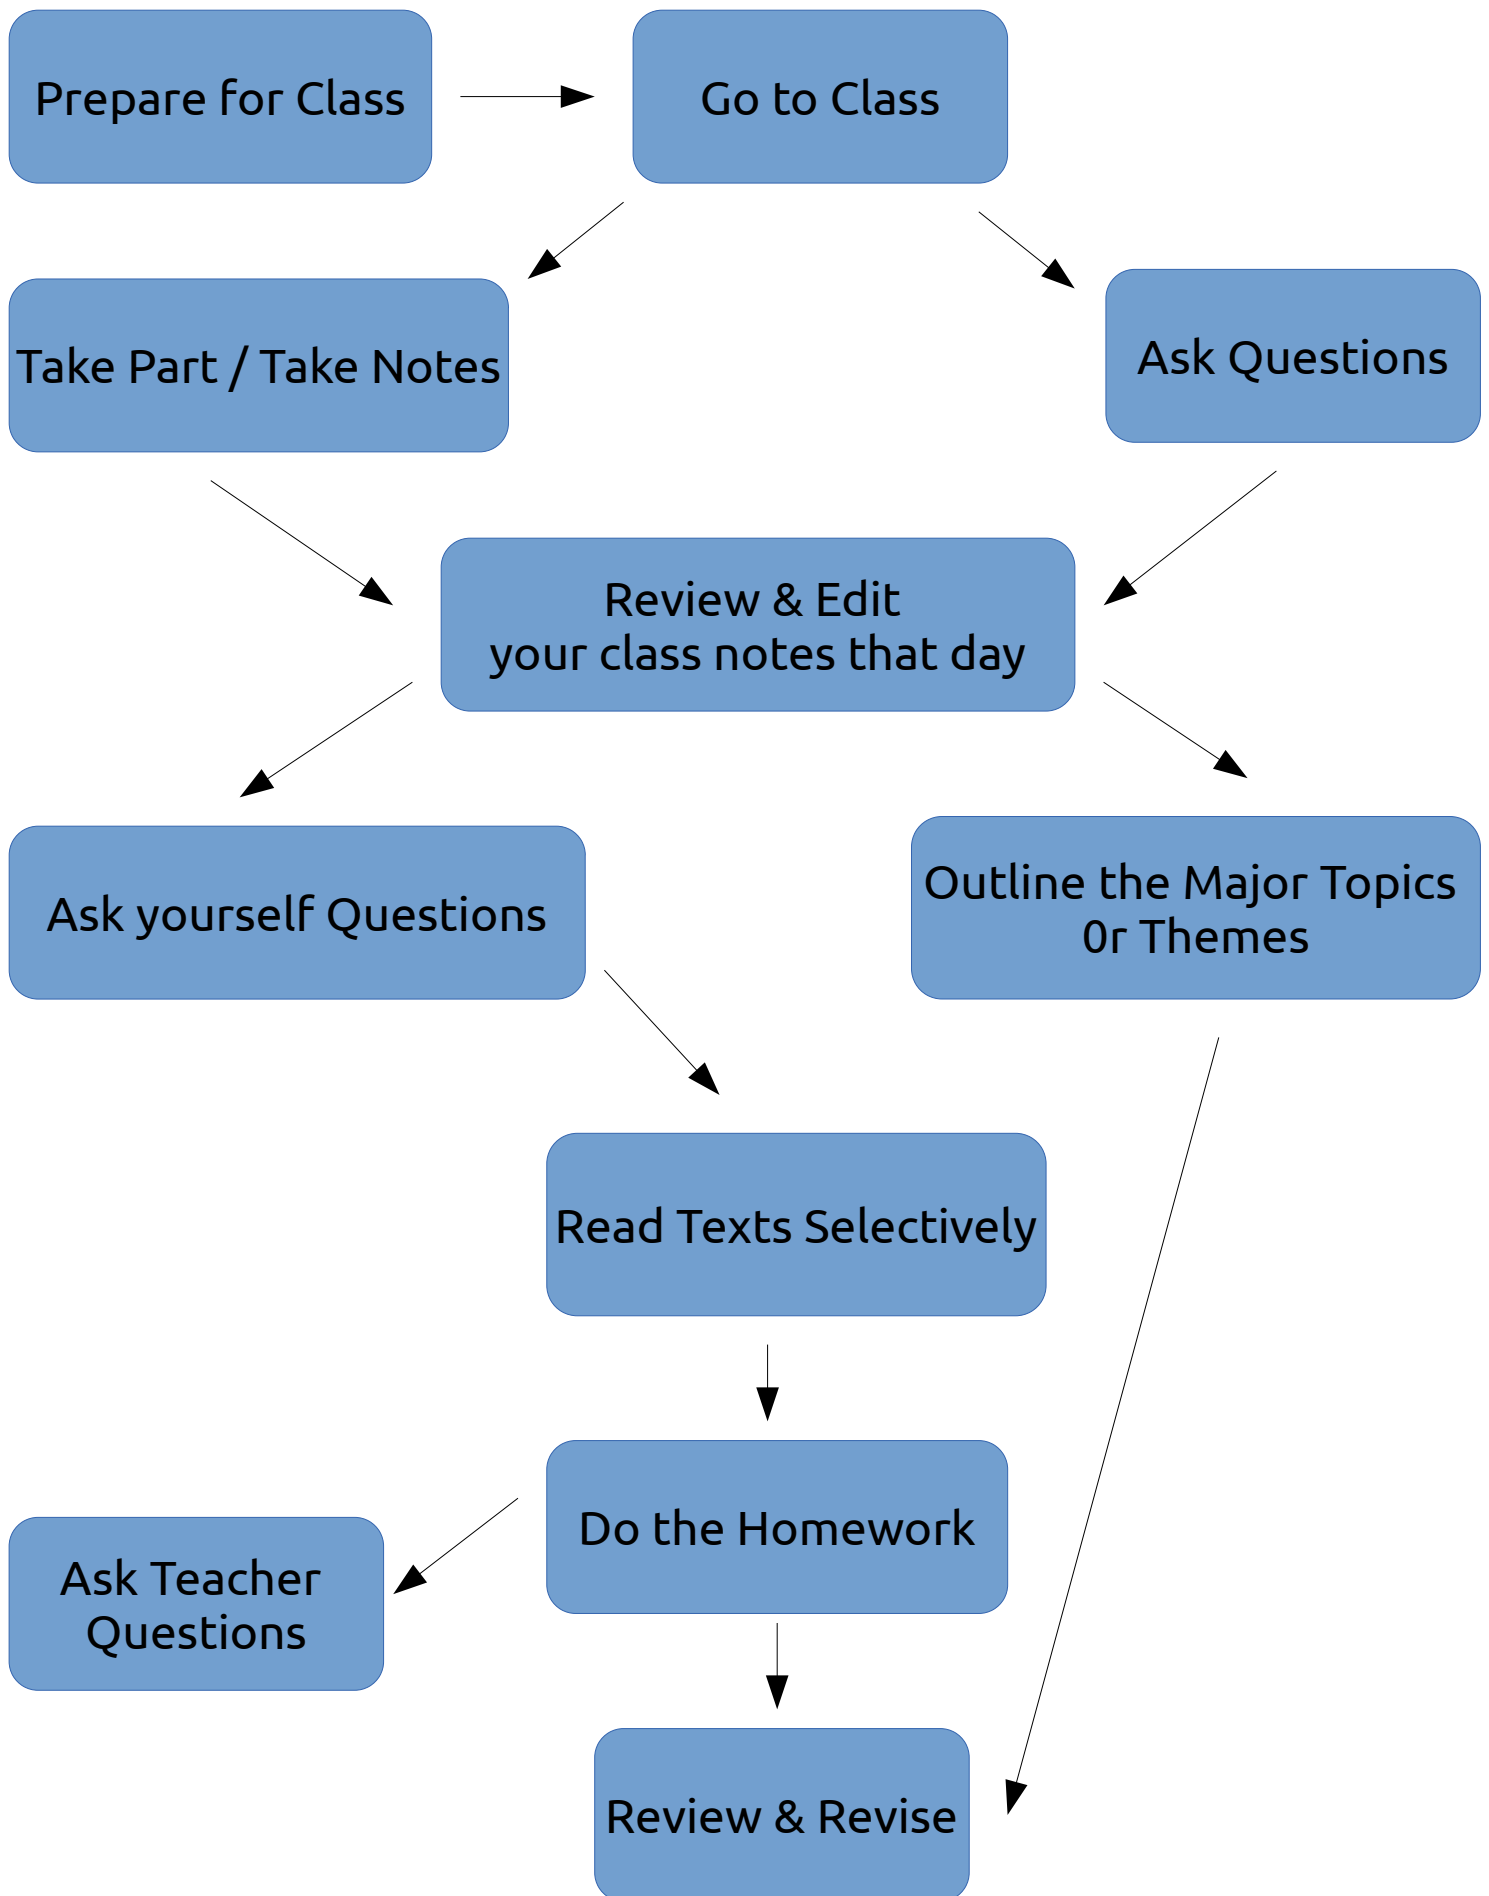 Prepare for Class
Go to Class
Take Part / Take Notes
Ask Questions
Review & Edit
your class notes that day
Ask yourself Questions
Outline the Major Topics
0r Themes
Read Texts Selectively
Do the Homework
Ask Teacher
Questions
Review & Revise